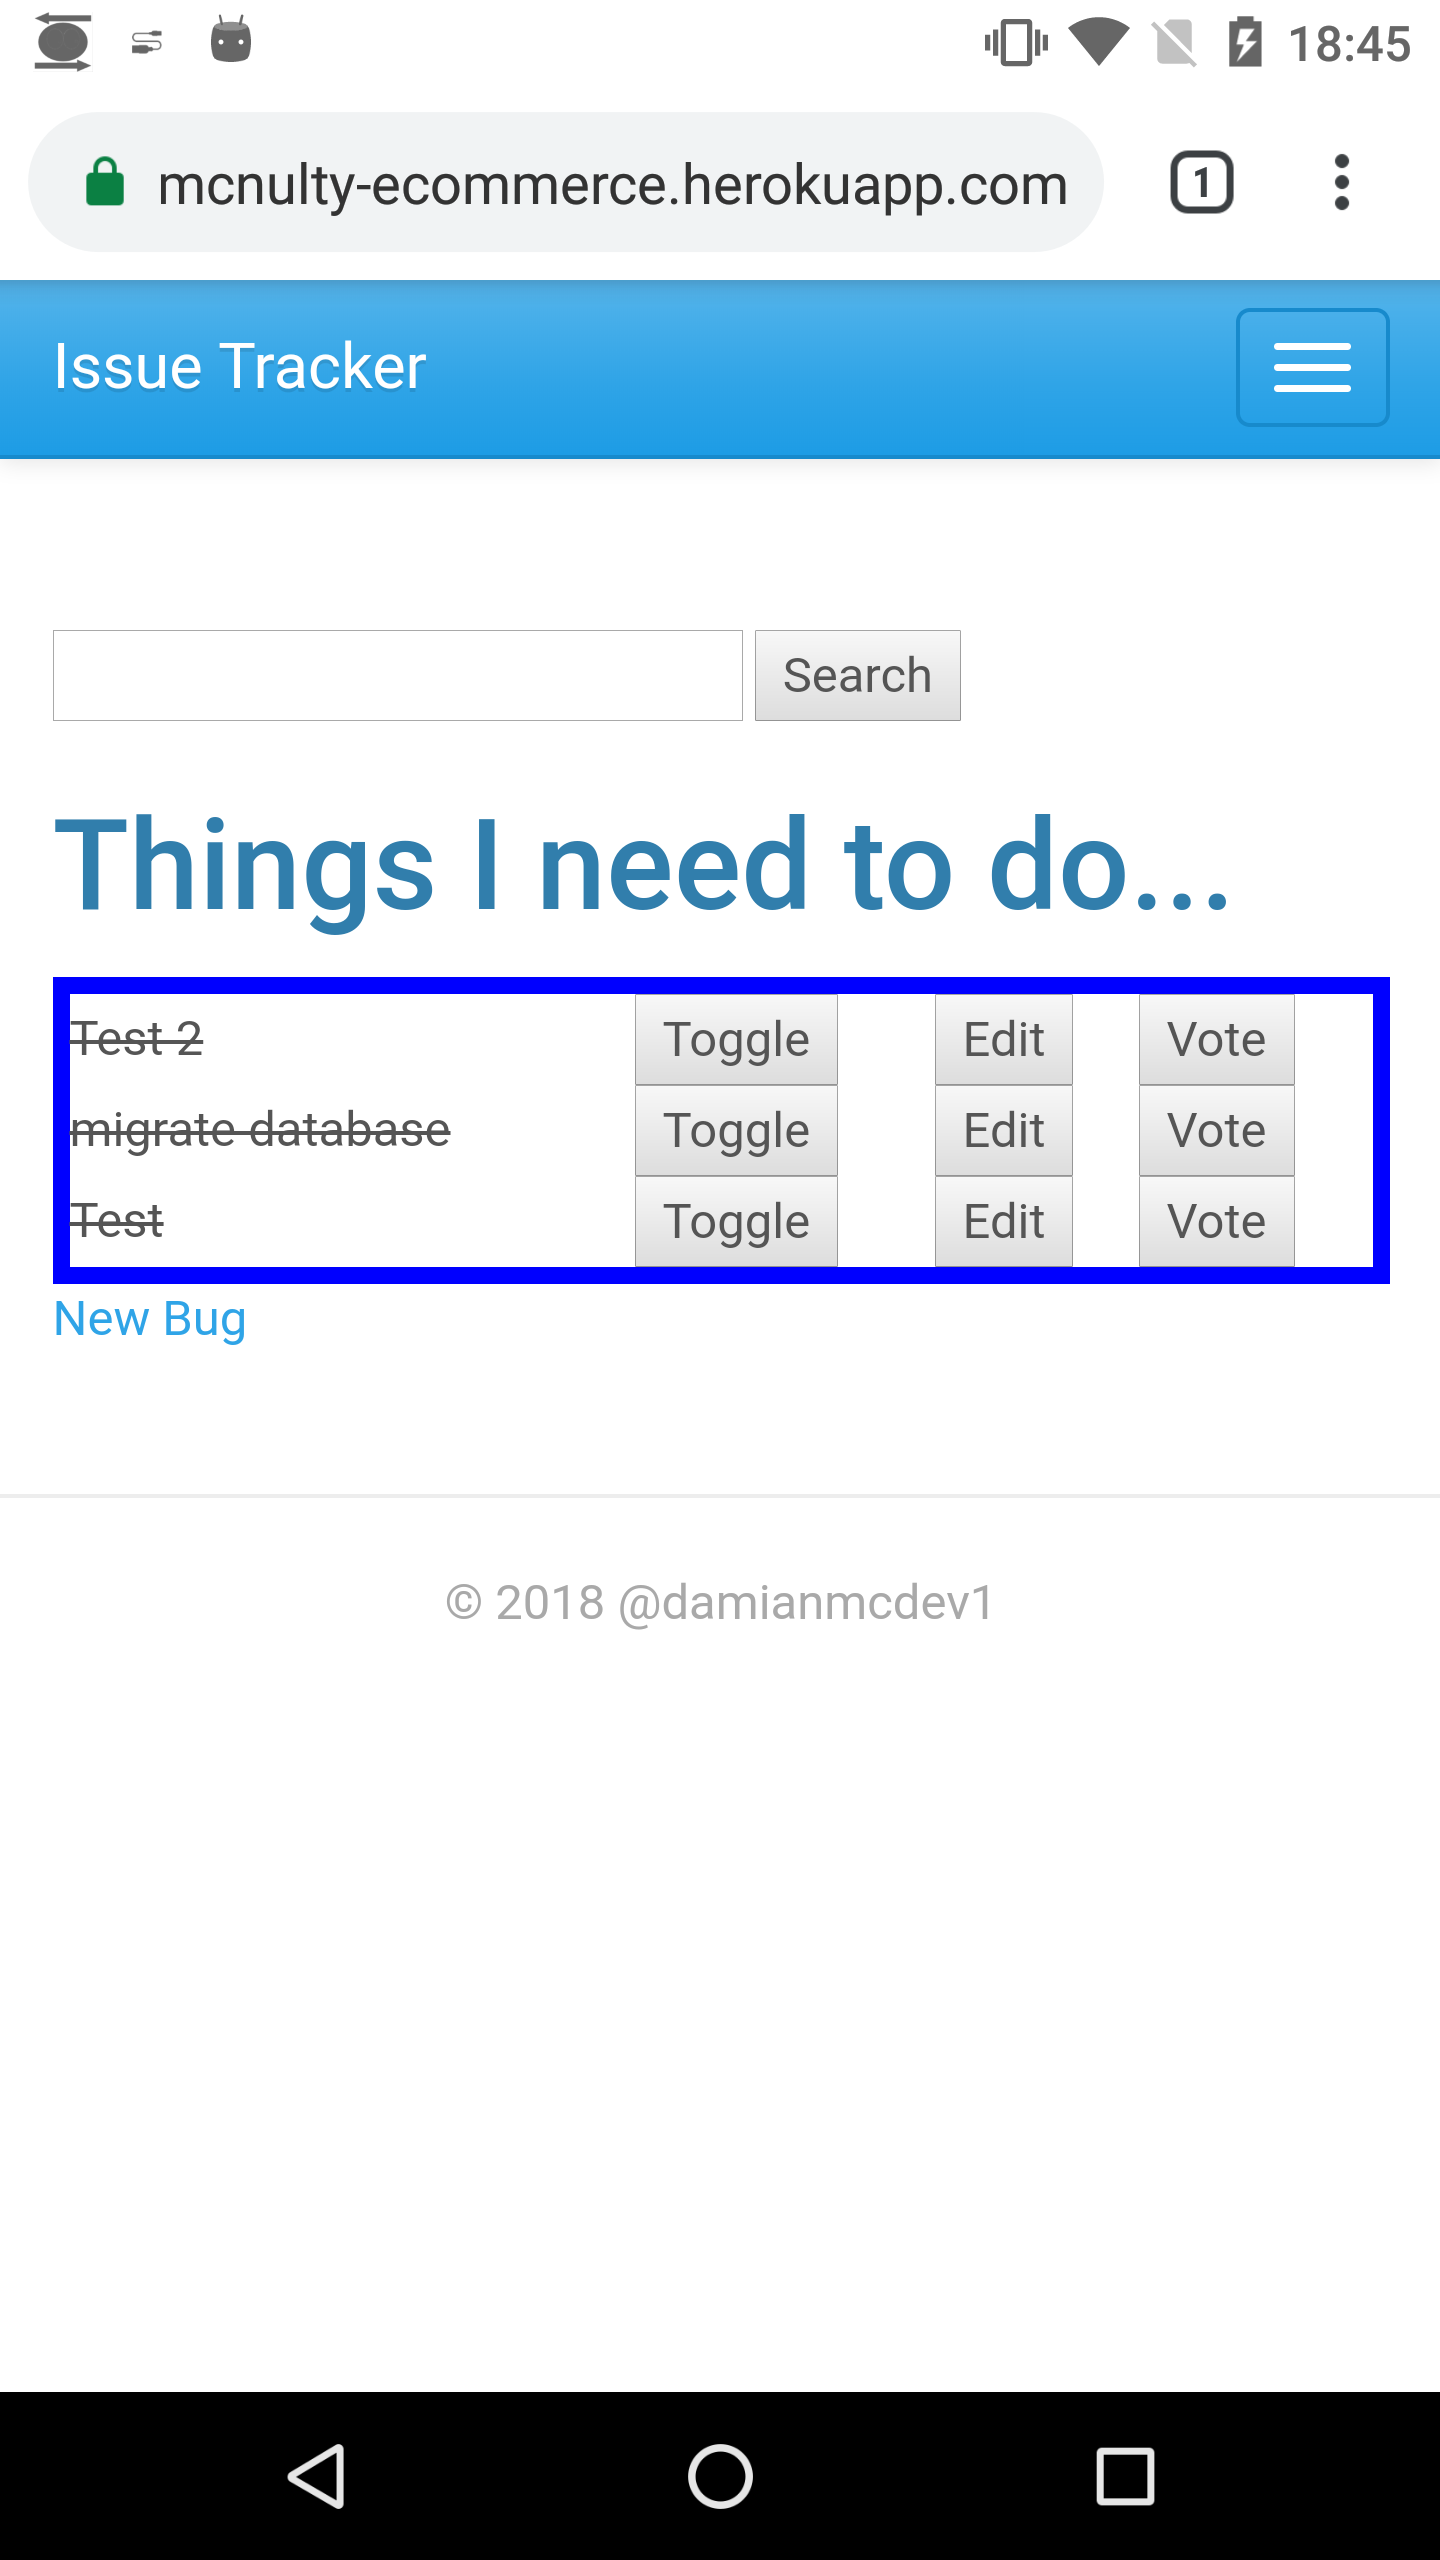 18:45
mcnulty-ecommerce.herokuapp.com
1
Issue Tracker
Search
Things I need to do...
Test 2 Toggle Edit Vote
migrate database Toggle Edit Vote
Test Toggle Edit Vote
New Bug
© 2018 @damianmcdev1